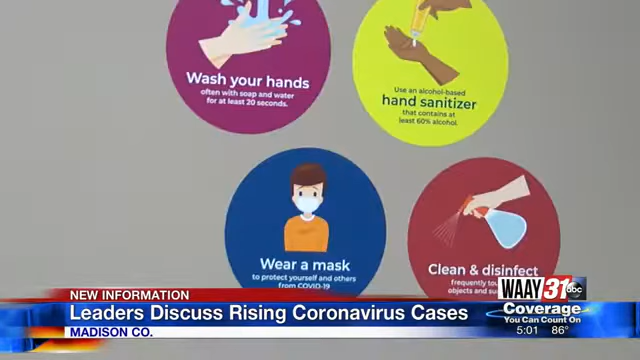 Wash your hands
often with soap and water
for at least 20 seconds.
Use an alcohol-based
hand sanitizer
that contains at
least 60% alcohol.
Wear a mask
to protect yourself and others
from COVID-19
Clean & disinfect
frequently
objects and
NEW INFORMATION
Leaders Discuss Rising Coronavirus Cases
MADISON CO.
WAAY 31 abc
Coverage
You Can Count On
5:01 86°